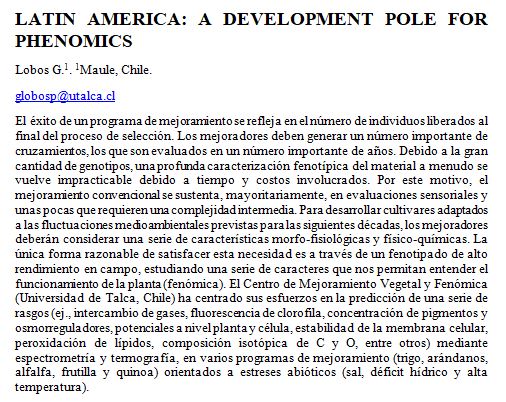 LATIN AMERICA: A DEVELOPMENT POLE FOR
PHENOMICS
Lobos G.¹. ¹Maule, Chile.
globosp@utalca.cl
El éxito de un programa de mejoramiento se refleja en el número de individuos liberados al
final del proceso de selección. Los mejoradores deben generar un número importante de
cruzamientos, los que son evaluados en un número importante de años. Debido a la gran
cantidad de genotipos, una profunda caracterización fenotípica del material a menudo se
vuelve impracticable debido a tiempo y costos involucrados. Por este motivo, el
mejoramiento convencional se sustenta, mayoritariamente, en evaluaciones sensoriales y
unas pocas que requieren una complejidad intermedia. Para desarrollar cultivares adaptados
a las fluctuaciones medioambientales previstas para las siguientes décadas, los mejoradores
deberán considerar una serie de características morfo-fisiológicas y físico-químicas. La
única forma razonable de satisfacer esta necesidad es a través de un fenotipado de alto
rendimiento en campo, estudiando una serie de caracteres que nos permitan entender el
funcionamiento de la planta (fenómica). El Centro de Mejoramiento Vegetal y Fenómica
(Universidad de Talca, Chile) ha centrado sus esfuerzos en la predicción de una serie de
rasgos (ej., intercambio de gases, fluorescencia de clorofila, concentración de pigmentos y
osmorreguladores, potenciales a nivel planta y célula, estabilidad de la membrana celular,
peroxidación de lípidos, composición isotópica de C y O, entre otros) mediante
espectrometría y termografía, en varios programas de mejoramiento (trigo, arándanos,
alfalfa, frutilla y quinoa) orientados a estreses abióticos (sal, déficit hídrico y alta
temperatura).